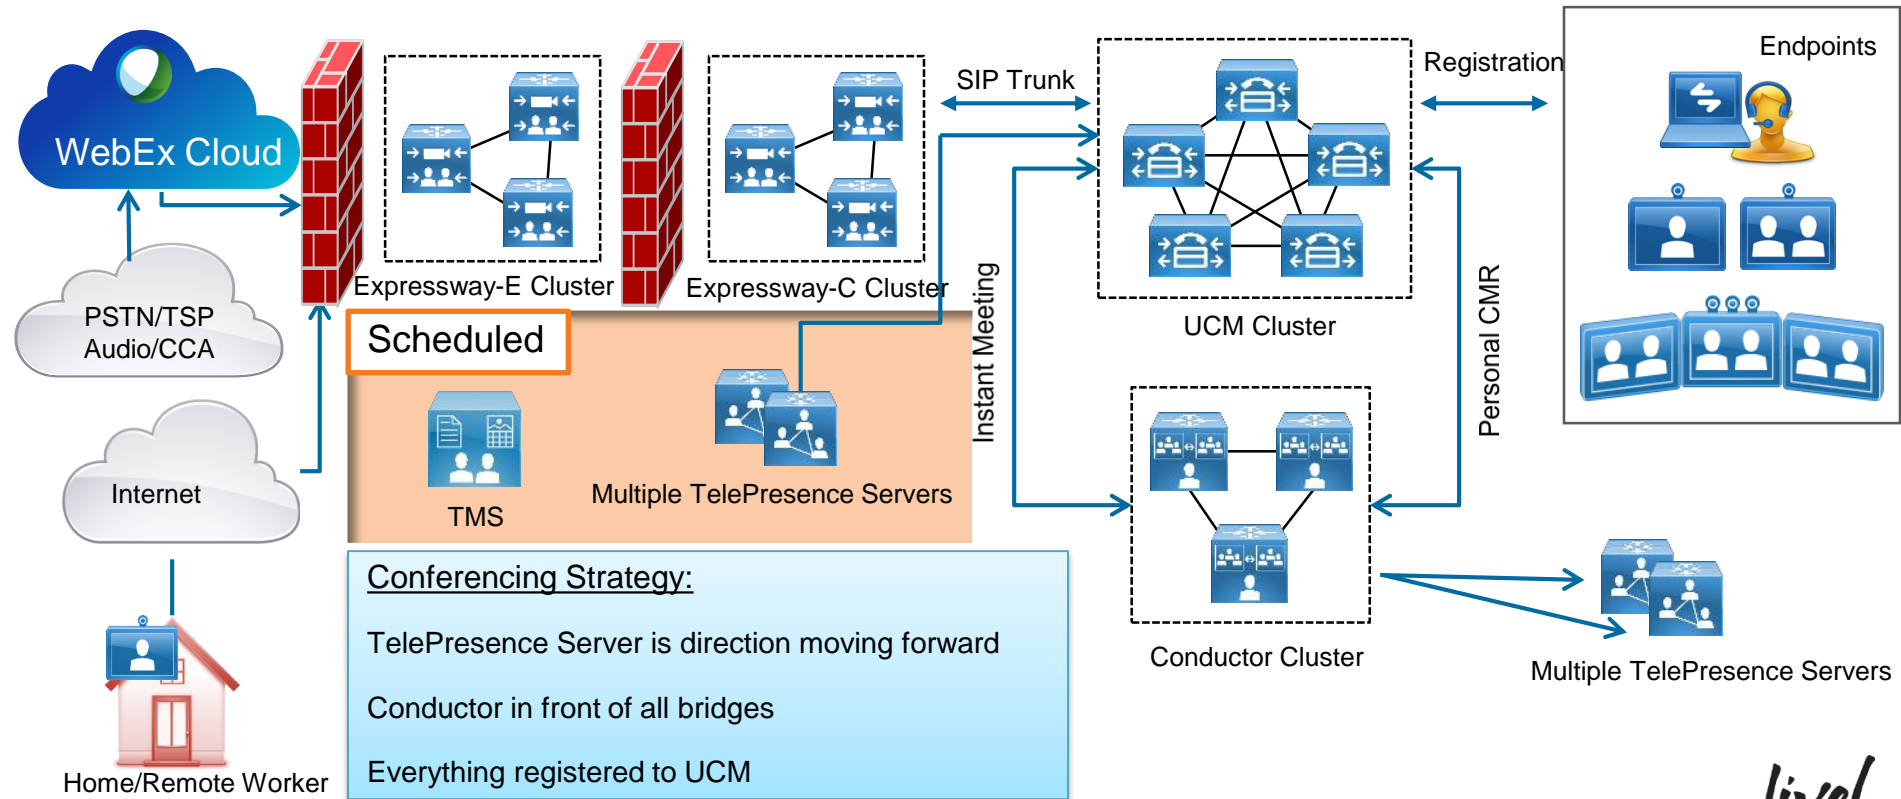 WebEx Cloud
PSTN/TSP
Audio/CCA
Internet
Home/Remote Worker
Expressway-E Cluster
Expressway-C Cluster
SIP Trunk
Registration
Endpoints
UCM Cluster
Instant Meeting
Personal CMR
Scheduled
TMS
Multiple TelePresence Servers
Conductor Cluster
Multiple TelePresence Servers
Conferencing Strategy:
TelePresence Server is direction moving forward
Conductor in front of all bridges
Everything registered to UCM